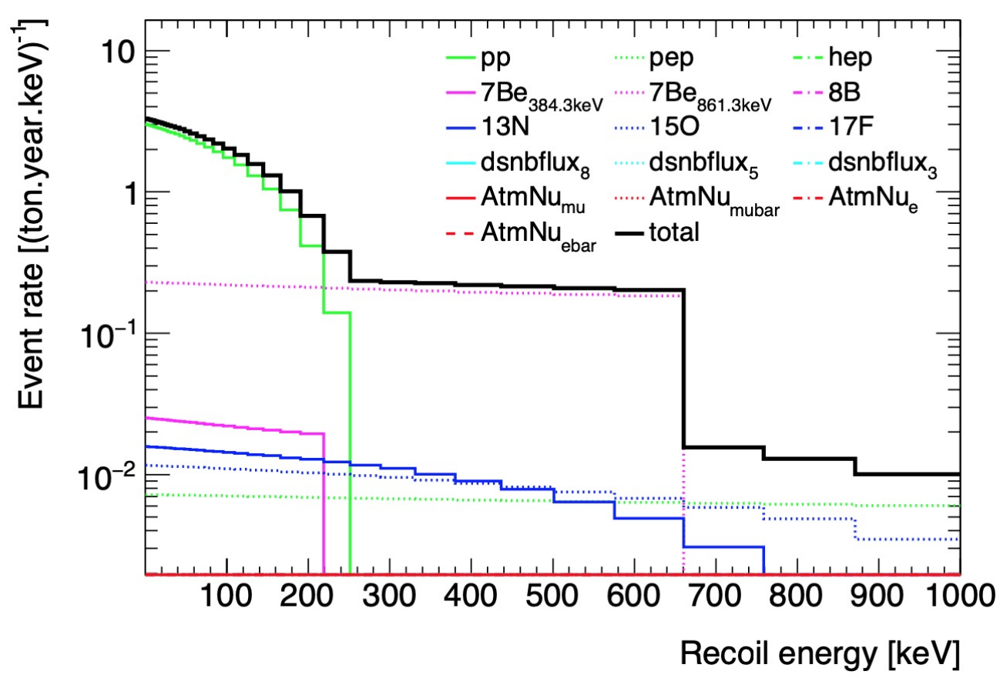 Event rate [(ton.year.keV)-1]
10
1
10−1
10−2
pp pep hep
7Be384.3keV 7Be861.3keV 8B
13N 15O 17F
dsnbflux8 dsnbflux5 dsnbflux3
AtmNumu AtmNumubar AtmNue
AtmNuebar total
100 200 300 400 500 600 700 800 900 1000
Recoil energy [keV]